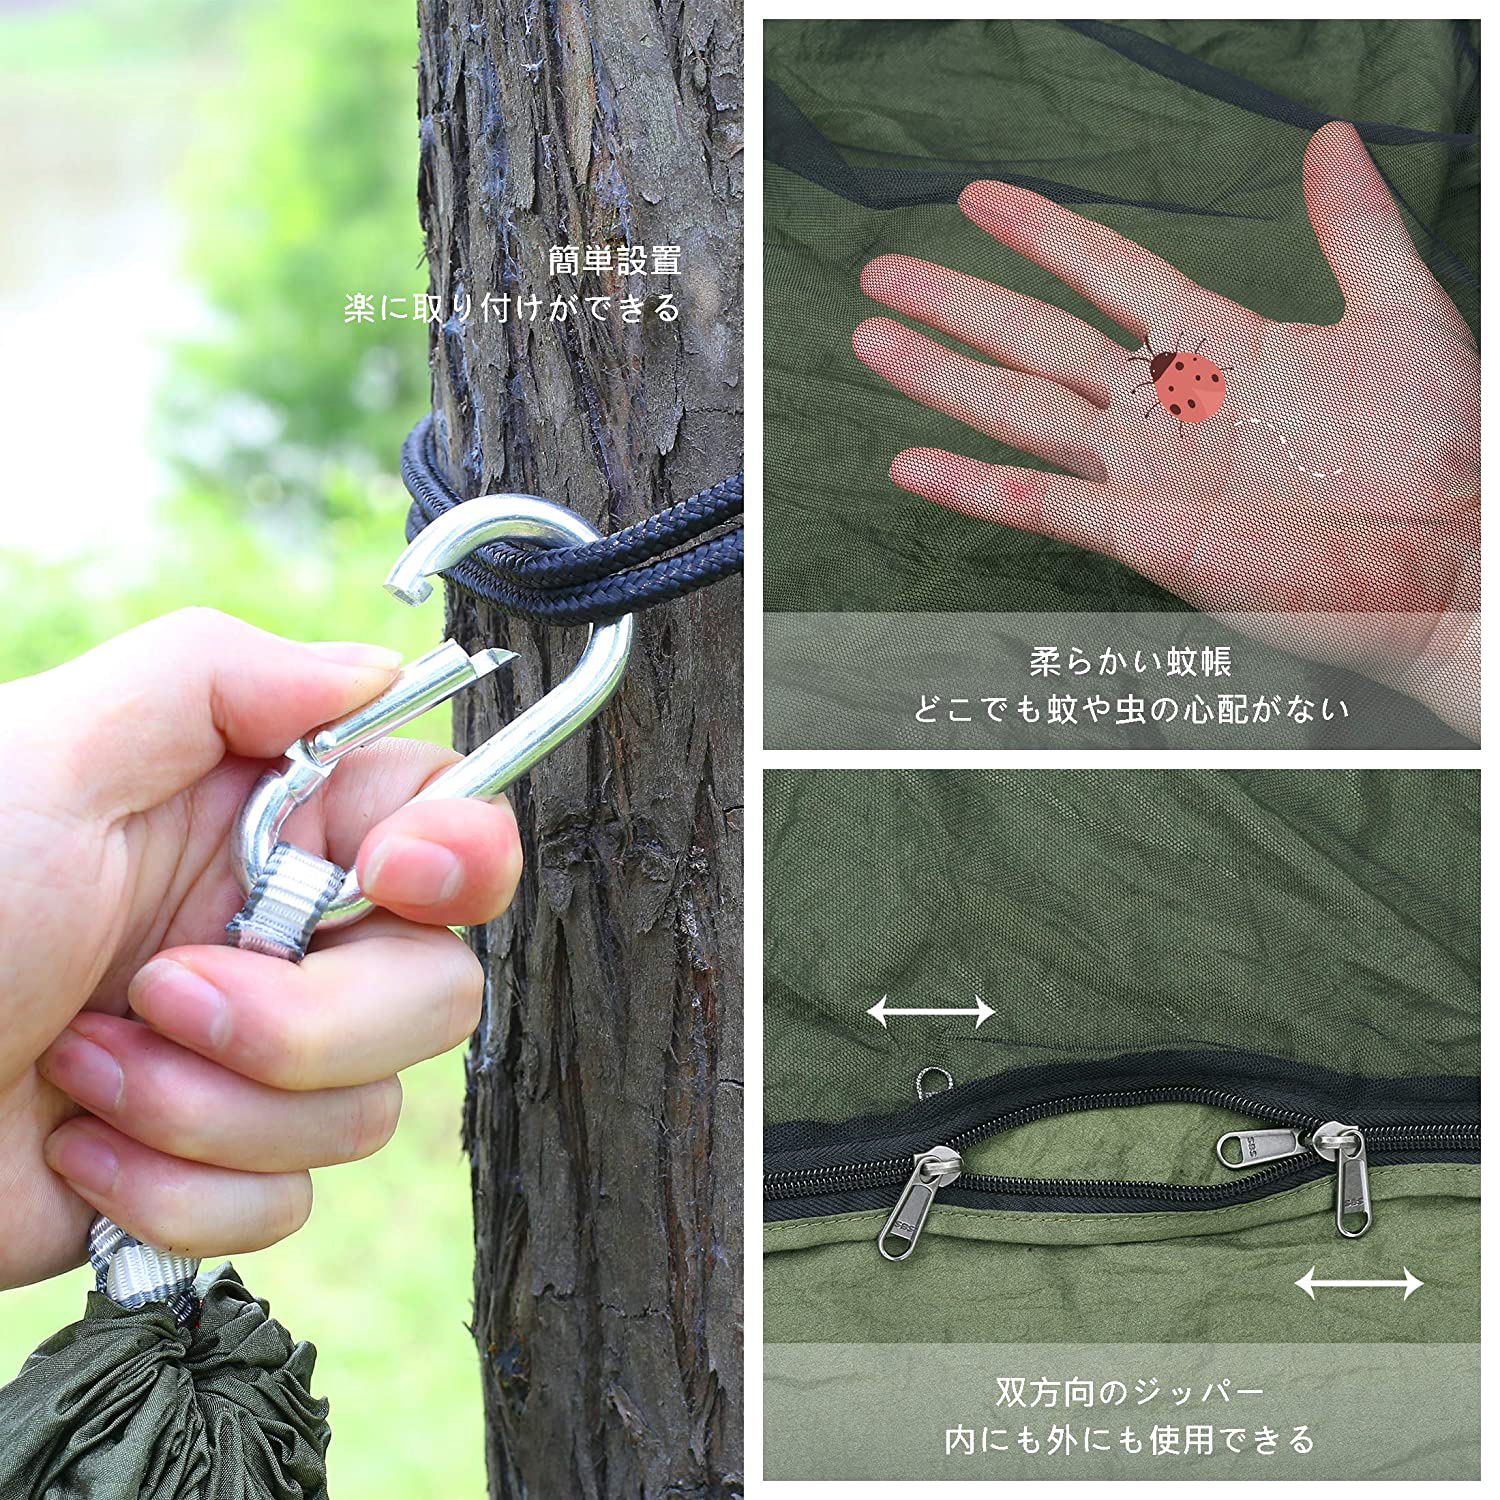 簡単設置
楽に取り付けができる
柔らかい蚊帳
どこでも蚊や虫の心配がない
SBS
SBS
SBS
双方向のジッパー
内にも外にも使用できる